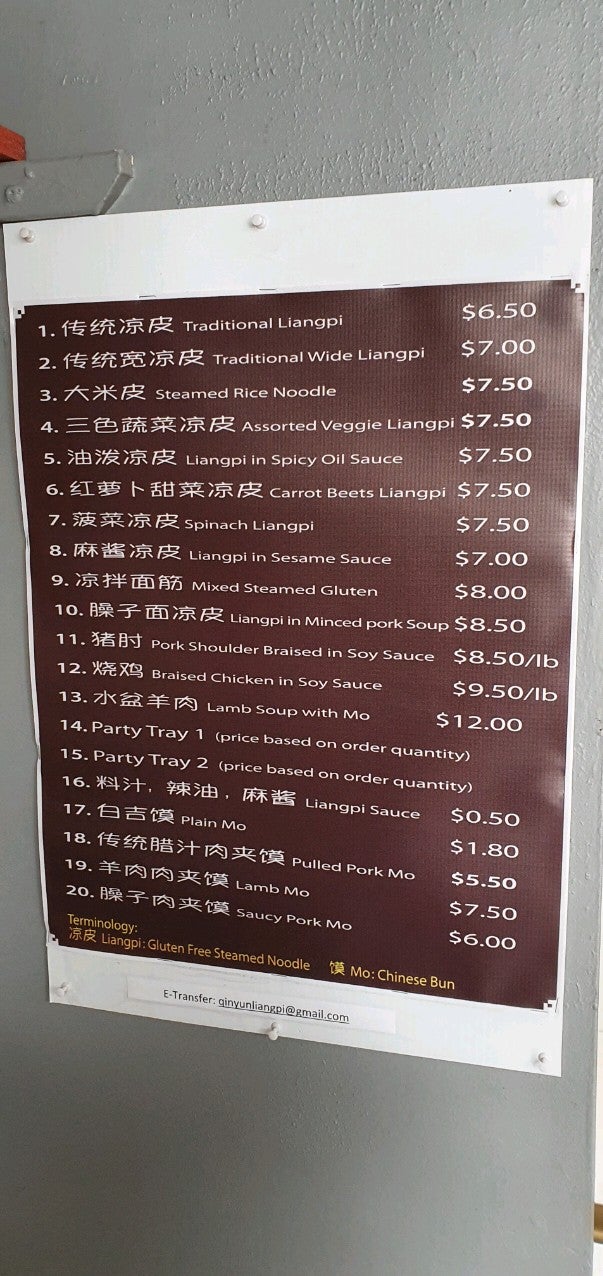 1. 传统凉皮 Traditional Liangpi $6.50
2. 传统宽凉皮 Traditional Wide Liangpi $7.00
3. 大米皮 Steamed Rice Noodle $7.50
4. 三色蔬菜凉皮 Assorted Veggie Liangpi $7.50
5. 油泼凉皮 Liangpi in Spicy Oil Sauce $7.50
6. 红萝卜甜菜凉皮 Carrot Beets Liangpi $7.50
7. 菠菜凉皮 Spinach Liangpi $7.50
8. 麻酱凉皮 Liangpi in Sesame Sauce $7.00
9. 凉拌面筋 Mixed Steamed Gluten $8.00
10. 臊子面凉皮 Liangpi in Minced pork Soup $8.50
11. 猪肘 Pork Shoulder Braised in Soy Sauce $8.50/lb
12. 烧鸡 Braised Chicken in Soy Sauce $9.50/lb
13. 水盆羊肉 Lamb Soup with Mo $12.00
14. Party Tray 1 (price based on order quantity)
15. Party Tray 2 (price based on order quantity)
16. 料汁，辣油，麻酱 Liangpi Sauce $0.50
17. 白吉馍 Plain Mo $1.80
18. 传统腊汁肉夹馍 Pulled Pork Mo $5.50
19. 羊肉肉夹馍 Lamb Mo $7.50
20. 臊子肉夹馍 Saucy Pork Mo $6.00
Terminology:
凉皮 Liangpi: Gluten Free Steamed Noodle 馍 Mo: Chinese Bun
E-Transfer: qinyunliangpi@gmail.com